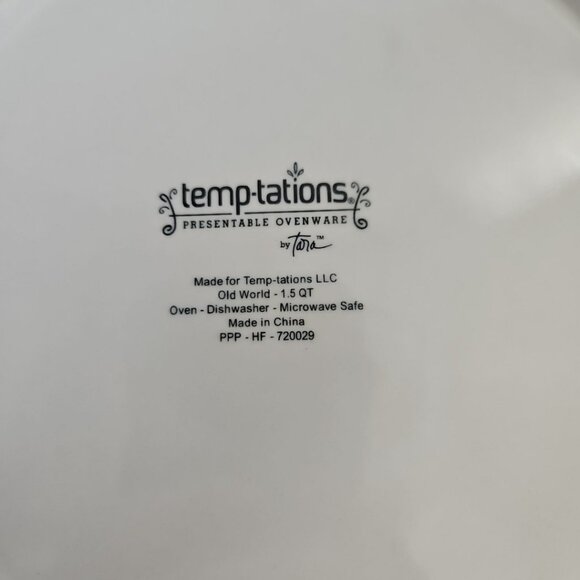 temp-tations®
PRESENTABLE OVENWARE
by Tara™
Made for Temp-tations LLC
Old World - 1.5 QT
Oven - Dishwasher - Microwave Safe
Made in China
PPP - HF - 720029